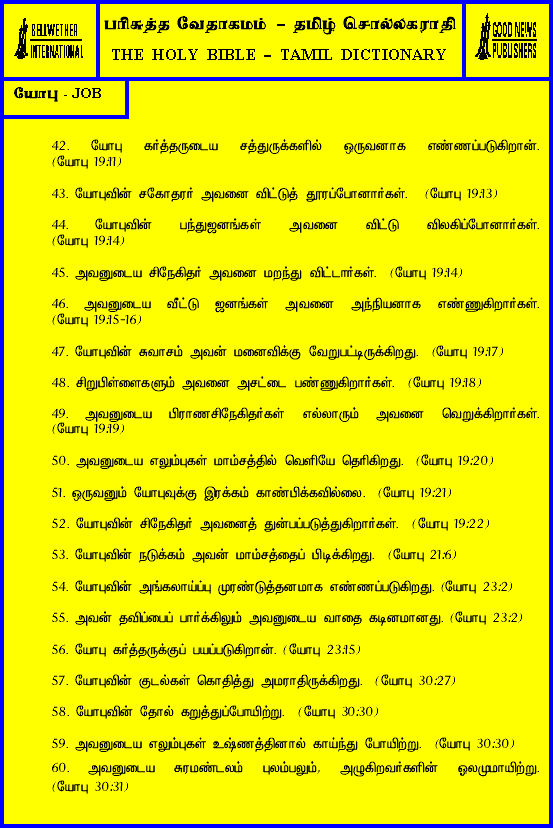 BELLWETHER
INTERNATIONAL
பரிசுத்த வேதாகமம் – தமிழ் சொல்லகராதி
THE HOLY BIBLE – TAMIL DICTIONARY
GOOD NEWS
PUBLISHERS
யோபு - JOB
42. யோபு கர்த்தருடைய சத்துருக்களில் ஒருவனாக எண்ணப்படுகிறான்.
(யோபு 19:11)
43. யோபுவின் சகோதரர் அவனை விட்டுத் தூரப்போனார்கள். (யோபு 19:13)
44. யோபுவின் பந்துஜனங்கள் அவனை விட்டு விலகிப்போனார்கள்.
(யோபு 19:14)
45. அவனுடைய சிநேகிதர் அவனை மறந்து விட்டார்கள். (யோபு 19:14)
46. அவனுடைய வீட்டு ஜனங்கள் அவனை அந்நியனாக எண்ணுகிறார்கள்.
(யோபு 19:15-16)
47. யோபுவின் சுவாசம் அவன் மனைவிக்கு வேறுபட்டிருக்கிறது. (யோபு 19:17)
48. சிறுபிள்ளைகளும் அவனை அசட்டை பண்ணுகிறார்கள். (யோபு 19:18)
49. அவனுடைய பிராணசிநேகிதர்கள் எல்லாரும் அவனை வெறுக்கிறார்கள்.
(யோபு 19:19)
50. அவனுடைய எலும்புகள் மாம்சத்தில் வெளியே தெரிகிறது. (யோபு 19:20)
51. ஒருவனும் யோபுவுக்கு இரக்கம் காண்பிக்கவில்லை. (யோபு 19:21)
52. யோபுவின் சிநேகிதர் அவனைத் துன்பப்படுத்துகிறார்கள். (யோபு 19:22)
53. யோபுவின் நடுக்கம் அவன் மாம்சத்தைப் பிடிக்கிறது. (யோபு 21:6)
54. யோபுவின் அங்கலாய்ப்பு முரண்டுத்தனமாக எண்ணப்படுகிறது. (யோபு 23:2)
55. அவன் தவிப்பைப் பார்க்கிலும் அவனுடைய வாதை கடினமானது. (யோபு 23:2)
56. யோபு கர்த்தருக்குப் பயப்படுகிறான். (யோபு 23:15)
57. யோபுவின் குடல்கள் கொதித்து அமராதிருக்கிறது. (யோபு 30:27)
58. யோபுவின் தோல் கறுத்துப்போயிற்று. (யோபு 30:30)
59. அவனுடைய எலும்புகள் உஷ்ணத்தினால் காய்ந்து போயிற்று. (யோபு 30:30)
60. அவனுடைய சுரமண்டலம் புலம்பலும், அழுகிறவர்களின் ஓலமுமாயிற்று.
(யோபு 30:31)